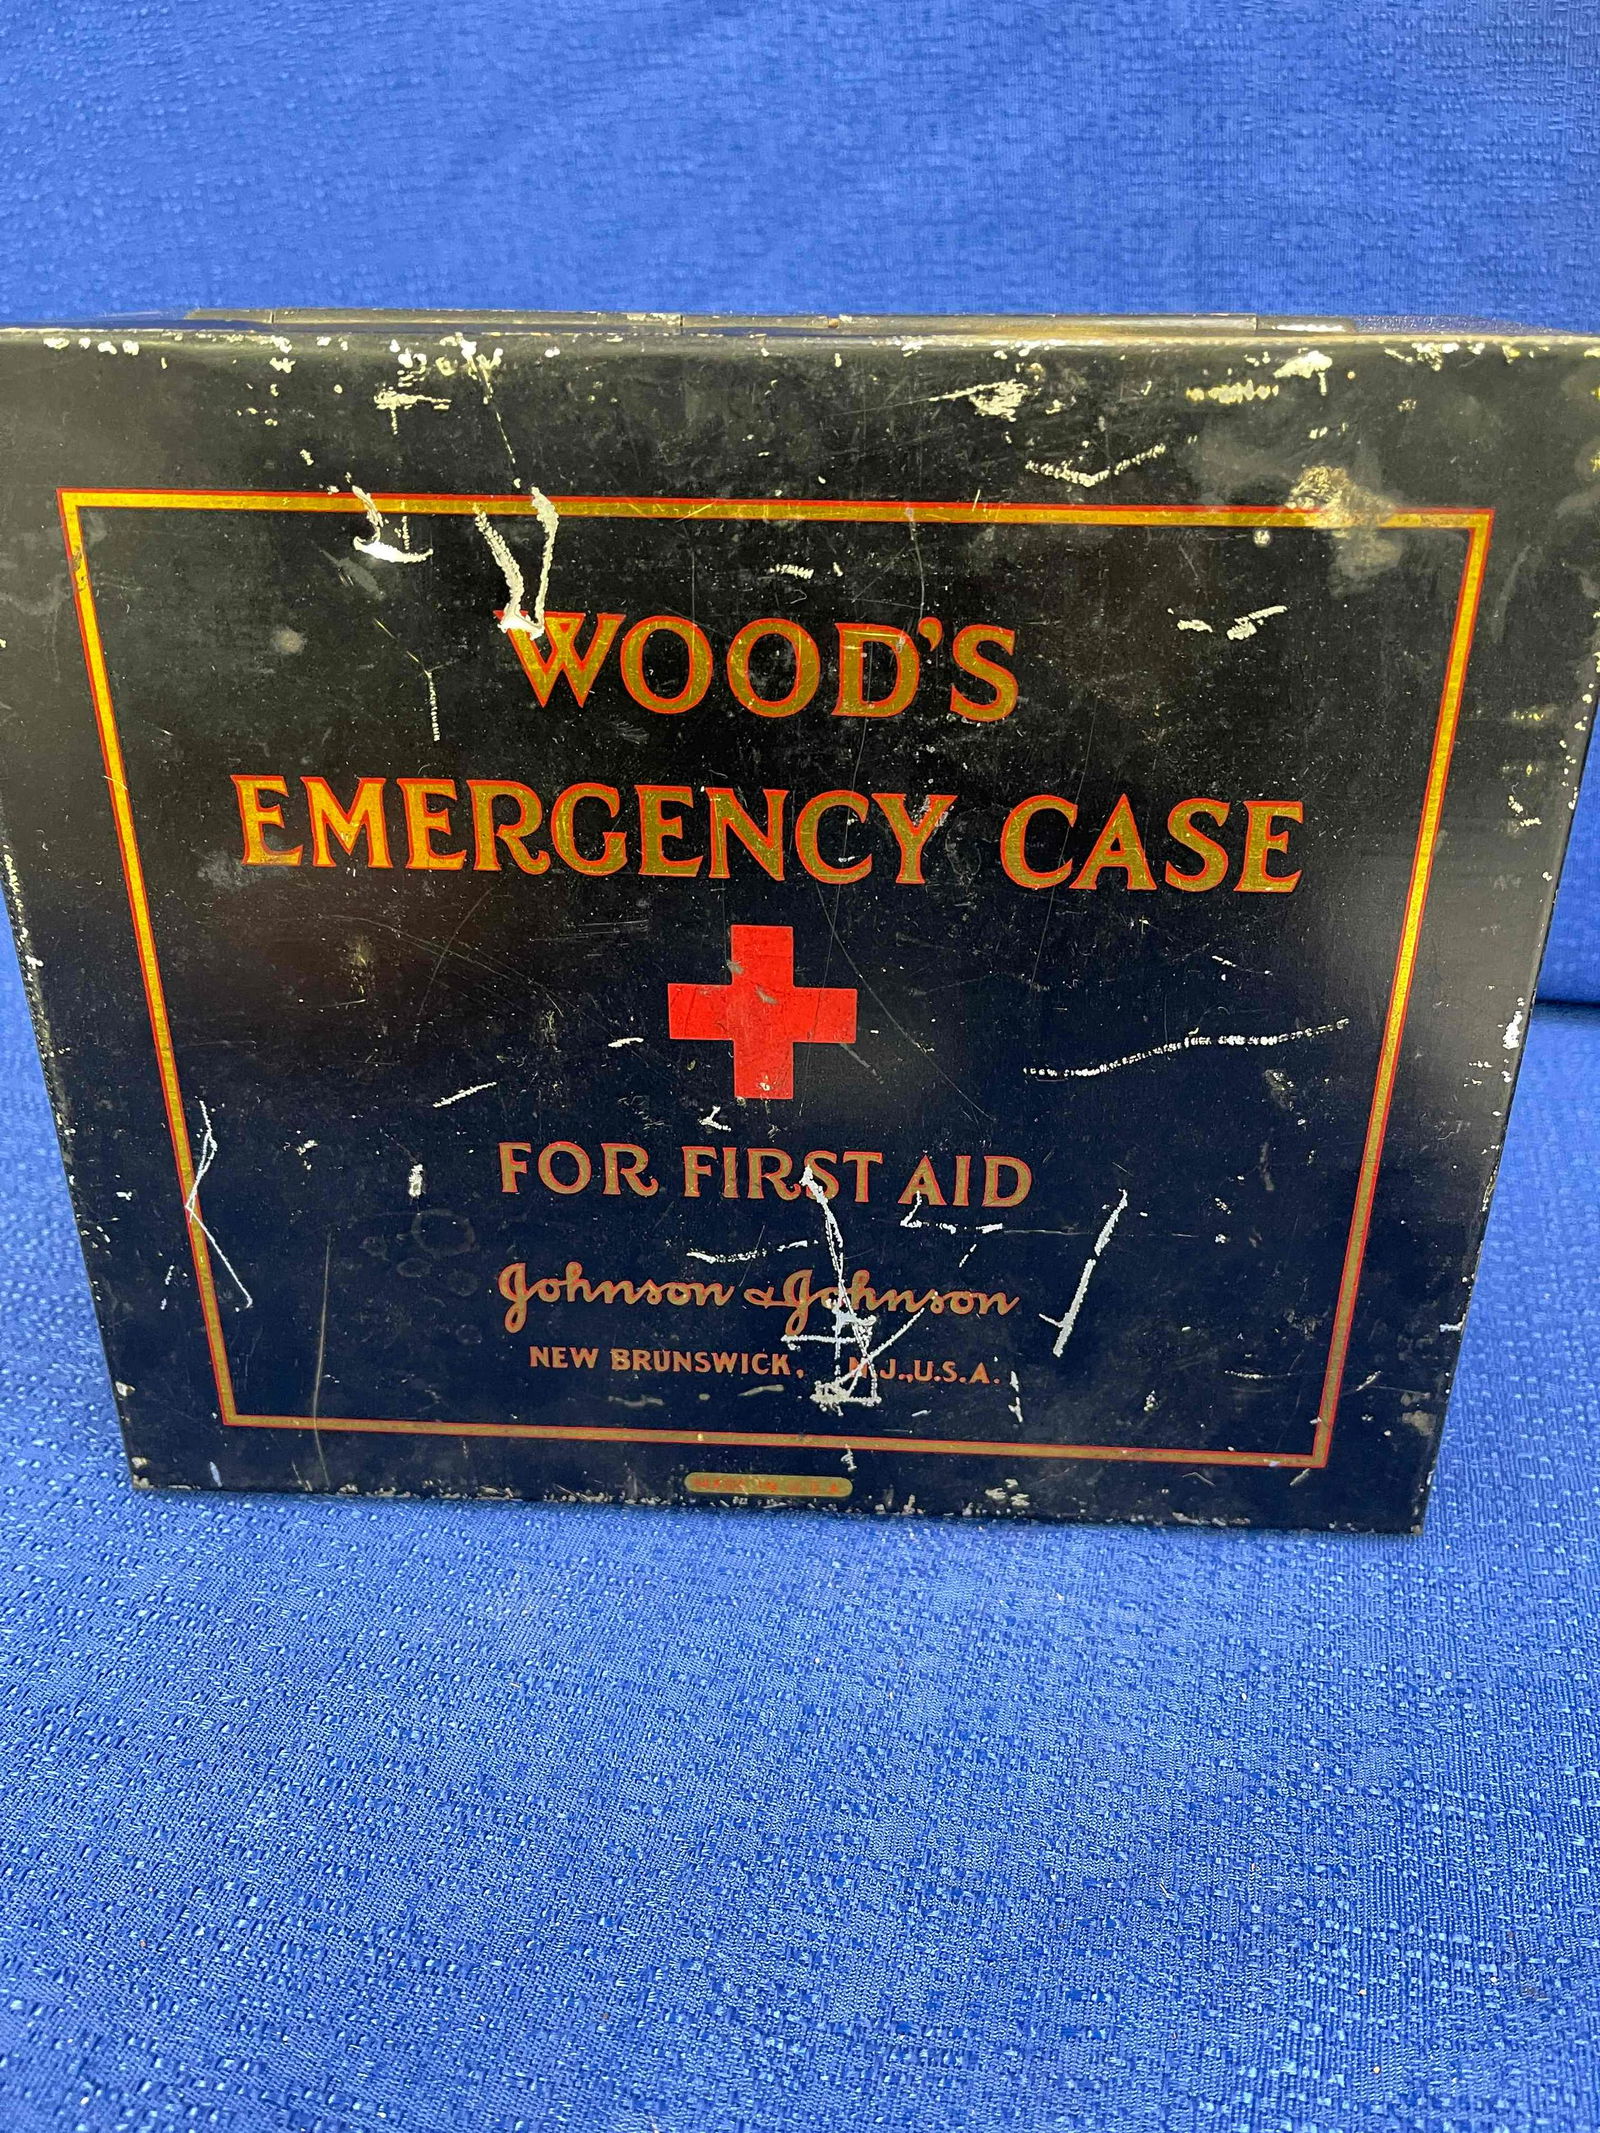 WOOD'S
EMERGENCY CASE
FOR FIRST AID
Johnson & Johnson
NEW BRUNSWICK, N.J.,U.S.A.